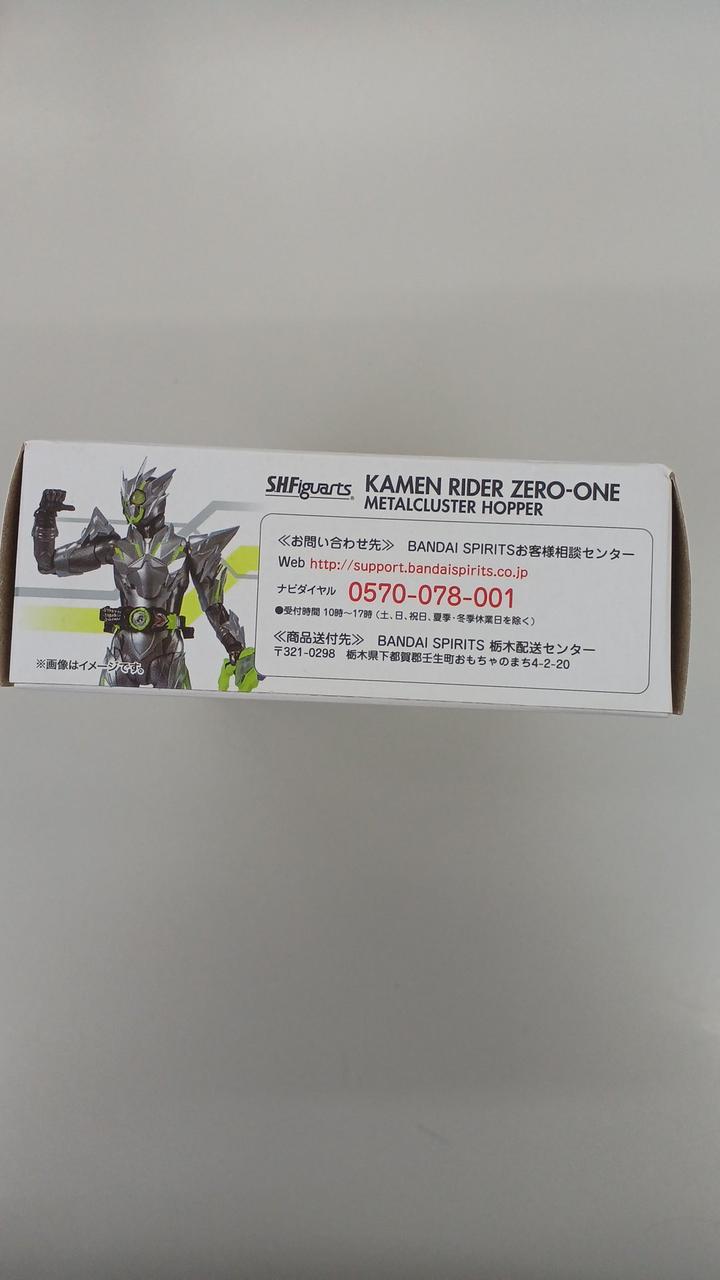 S.H.Figuarts® KAMEN RIDER ZERO-ONE
METALCLUSTER HOPPER
≪お問い合わせ先≫ BANDAI SPIRITSお客様相談センター
Web http://support.bandaispirits.co.jp
ナビダイヤル 0570-078-001
●受付時間 10時~17時(土、日、祝日、夏季・冬季休業日を除く)
≪商品送付先≫ BANDAI SPIRITS 栃木配送センター
〒321-0298 栃木県下都賀郡壬生町おもちゃのまち4-2-20
※画像はイメージです。